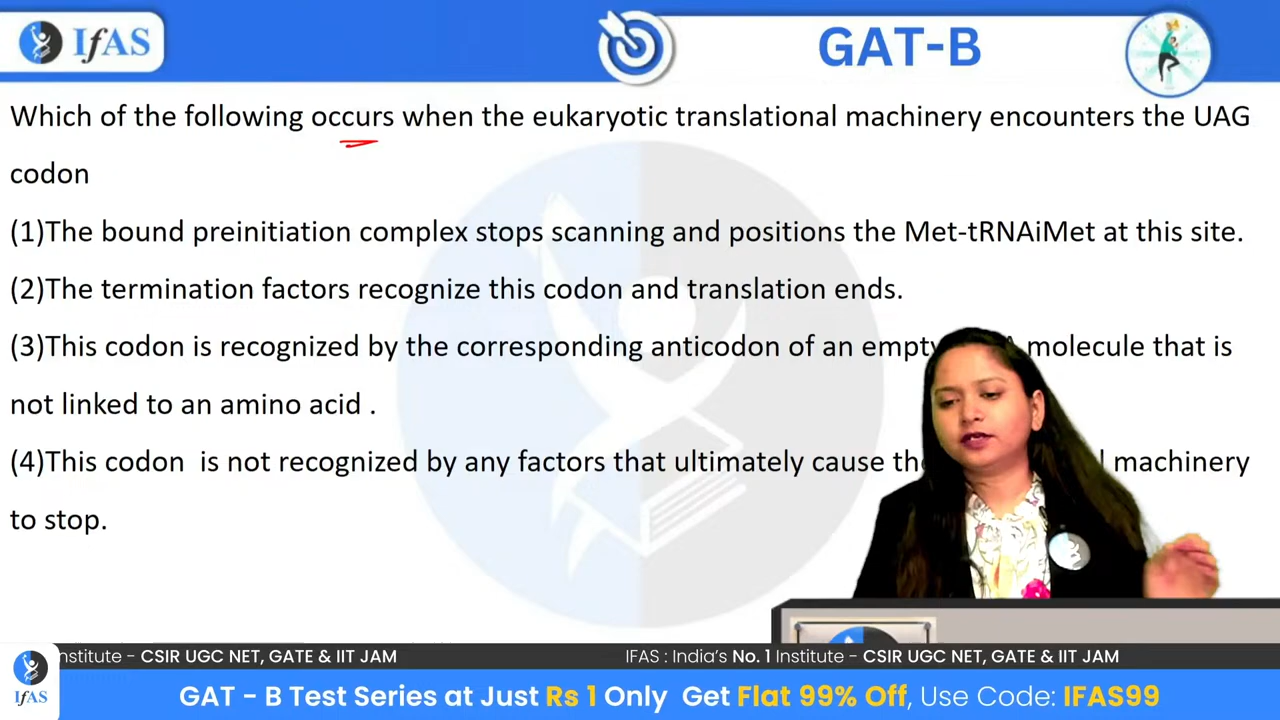 IfAS
GAT-B
Which of the following occurs when the eukaryotic translational machinery encounters the UAG
codon
(1)The bound preinitiation complex stops scanning and positions the Met-tRNAiMet at this site.
(2)The termination factors recognize this codon and translation ends.
(3)This codon is recognized by the corresponding anticodon of an empty molecule that is
not linked to an amino acid .
(4)This codon is not recognized by any factors that ultimately cause machinery
to stop.
Institute - CSIR UGC NET, GATE & IIT JAM IFAS : India's No. 1 Institute - CSIR UGC NET, GATE & IIT JAM
IfAS
GAT - B Test Series at Just Rs 1 Only Get Flat 99% Off, Use Code: IFAS99